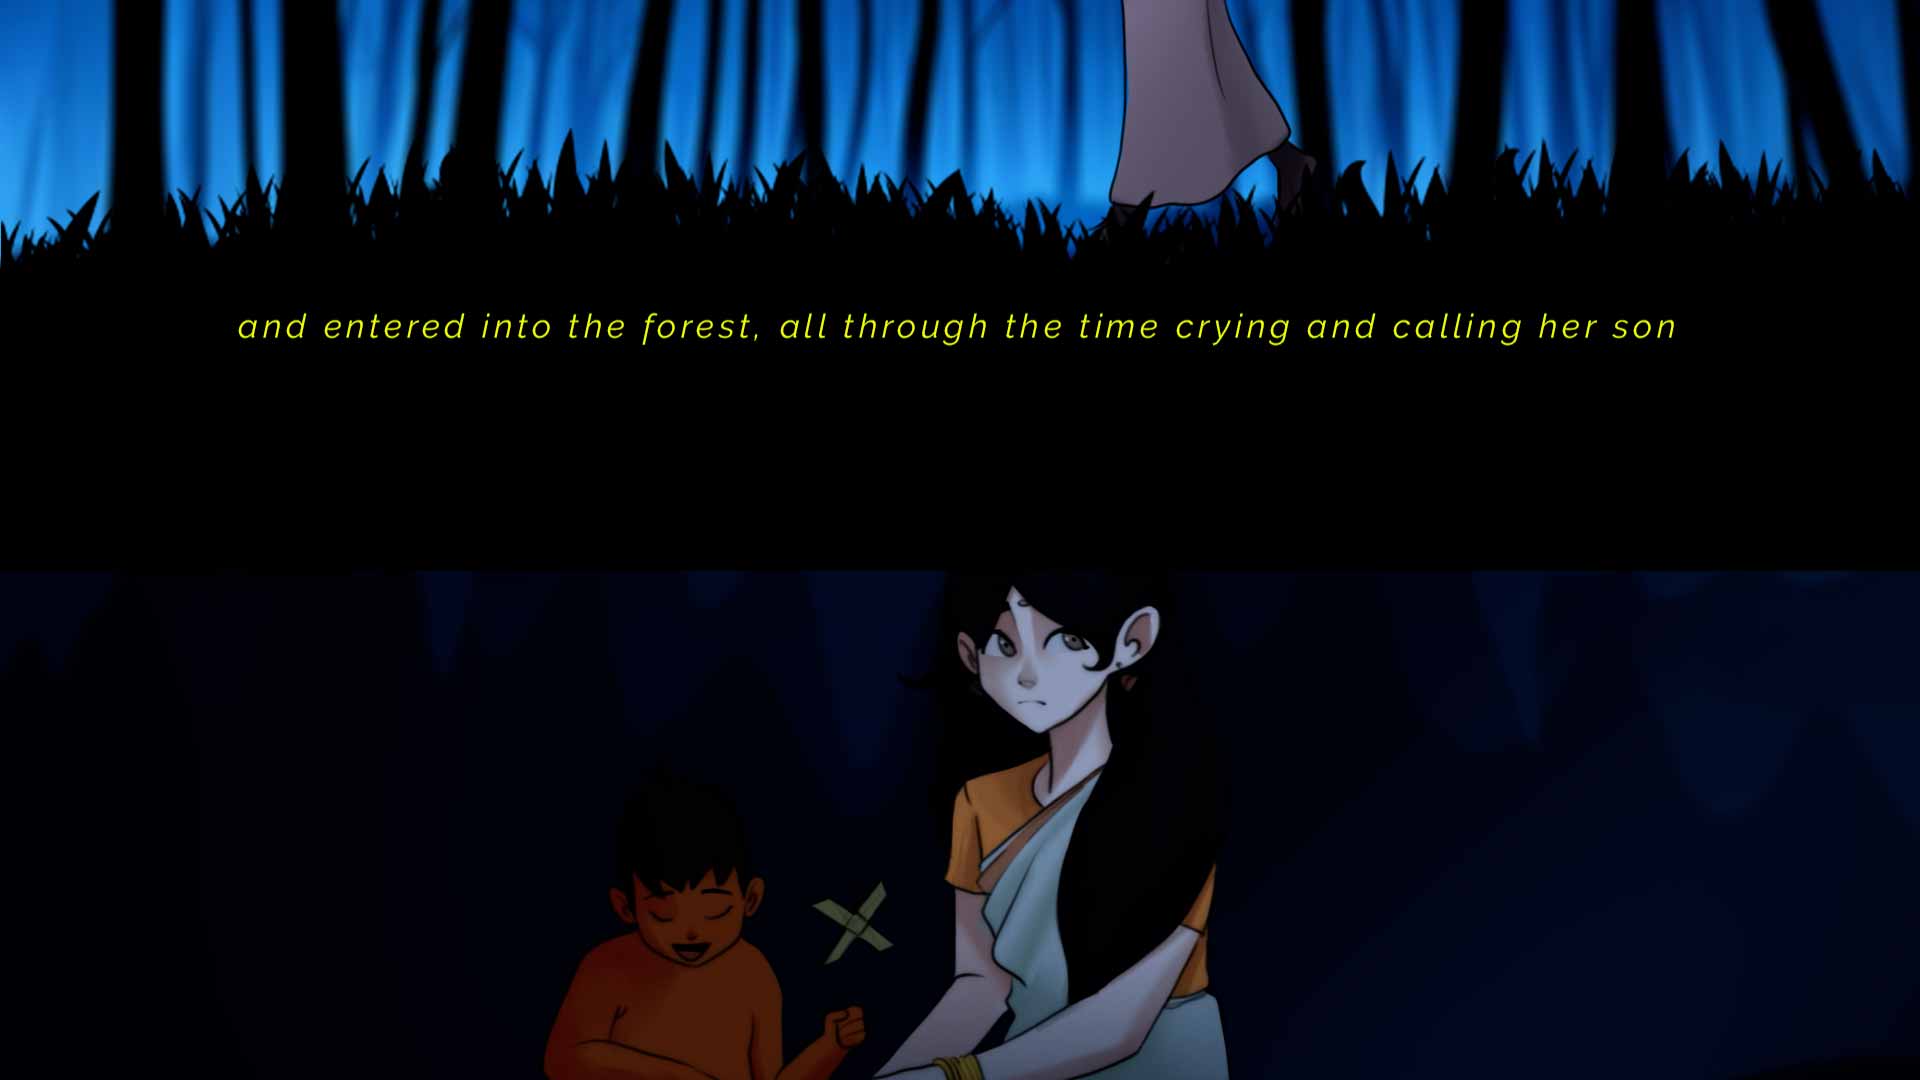 and entered into the forest, all through the time crying and calling her son